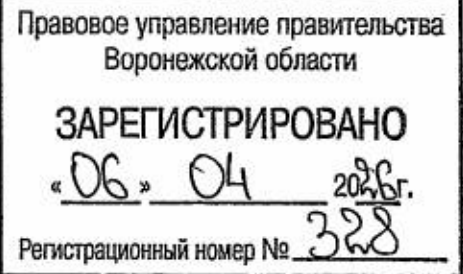 Правовое управление правительства
Воронежской области
ЗАРЕГИСТРИРОВАНО
«06» 04 2026г.
Регистрационный номер № 328